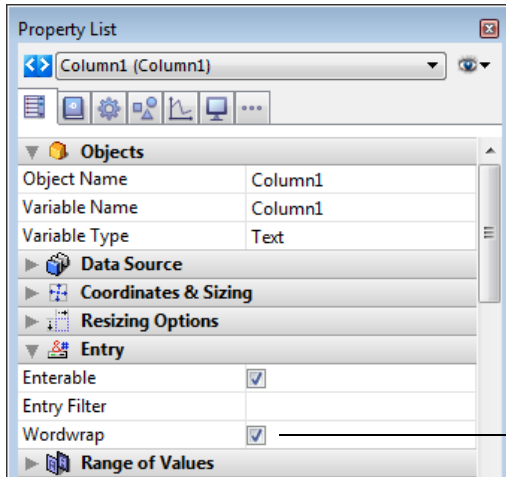 Property List
Column1 (Column1)
Objects
Object Name Column1
Variable Name Column1
Variable Type Text
Data Source
Coordinates & Sizing
Resizing Options
Entry
Enterable
Entry Filter
Wordwrap
Range of Values